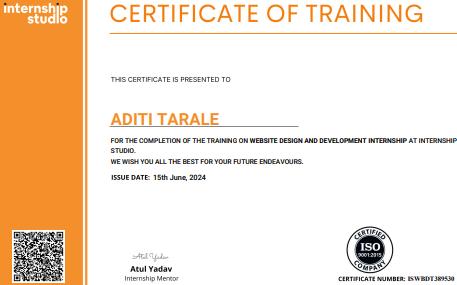 internship
studio
CERTIFICATE OF TRAINING
THIS CERTIFICATE IS PRESENTED TO
ADITI TARALE
FOR THE COMPLETION OF THE TRAINING ON WEBSITE DESIGN AND DEVELOPMENT INTERNSHIP AT INTERNSHIP
STUDIO.
WE WISH YOU ALL THE BEST FOR YOUR FUTURE ENDEAVOURS.
ISSUE DATE: 15th June, 2024
Atul Yadav
Atul Yadav
Internship Mentor
CERTIFIED
ISO
9001:2015
COMPANY
CERTIFICATE NUMBER: ISWBDT389530